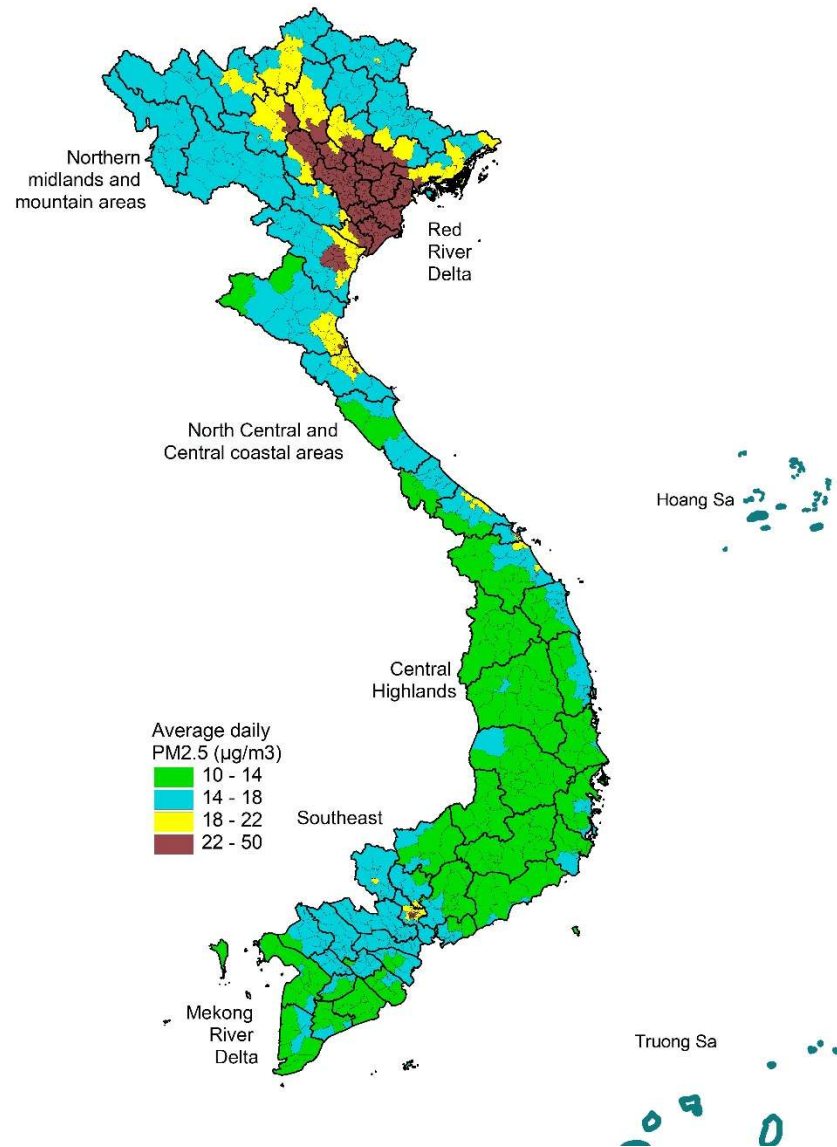 Northern
midlands and
mountain areas
Red
River
Delta
North Central and
Central coastal areas
Hoang Sa
Central
Highlands
Average daily
PM2.5 (µg/m3)
10 - 14
14 - 18
18 - 22
22 - 50
Southeast
Mekong
River
Delta
Truong Sa